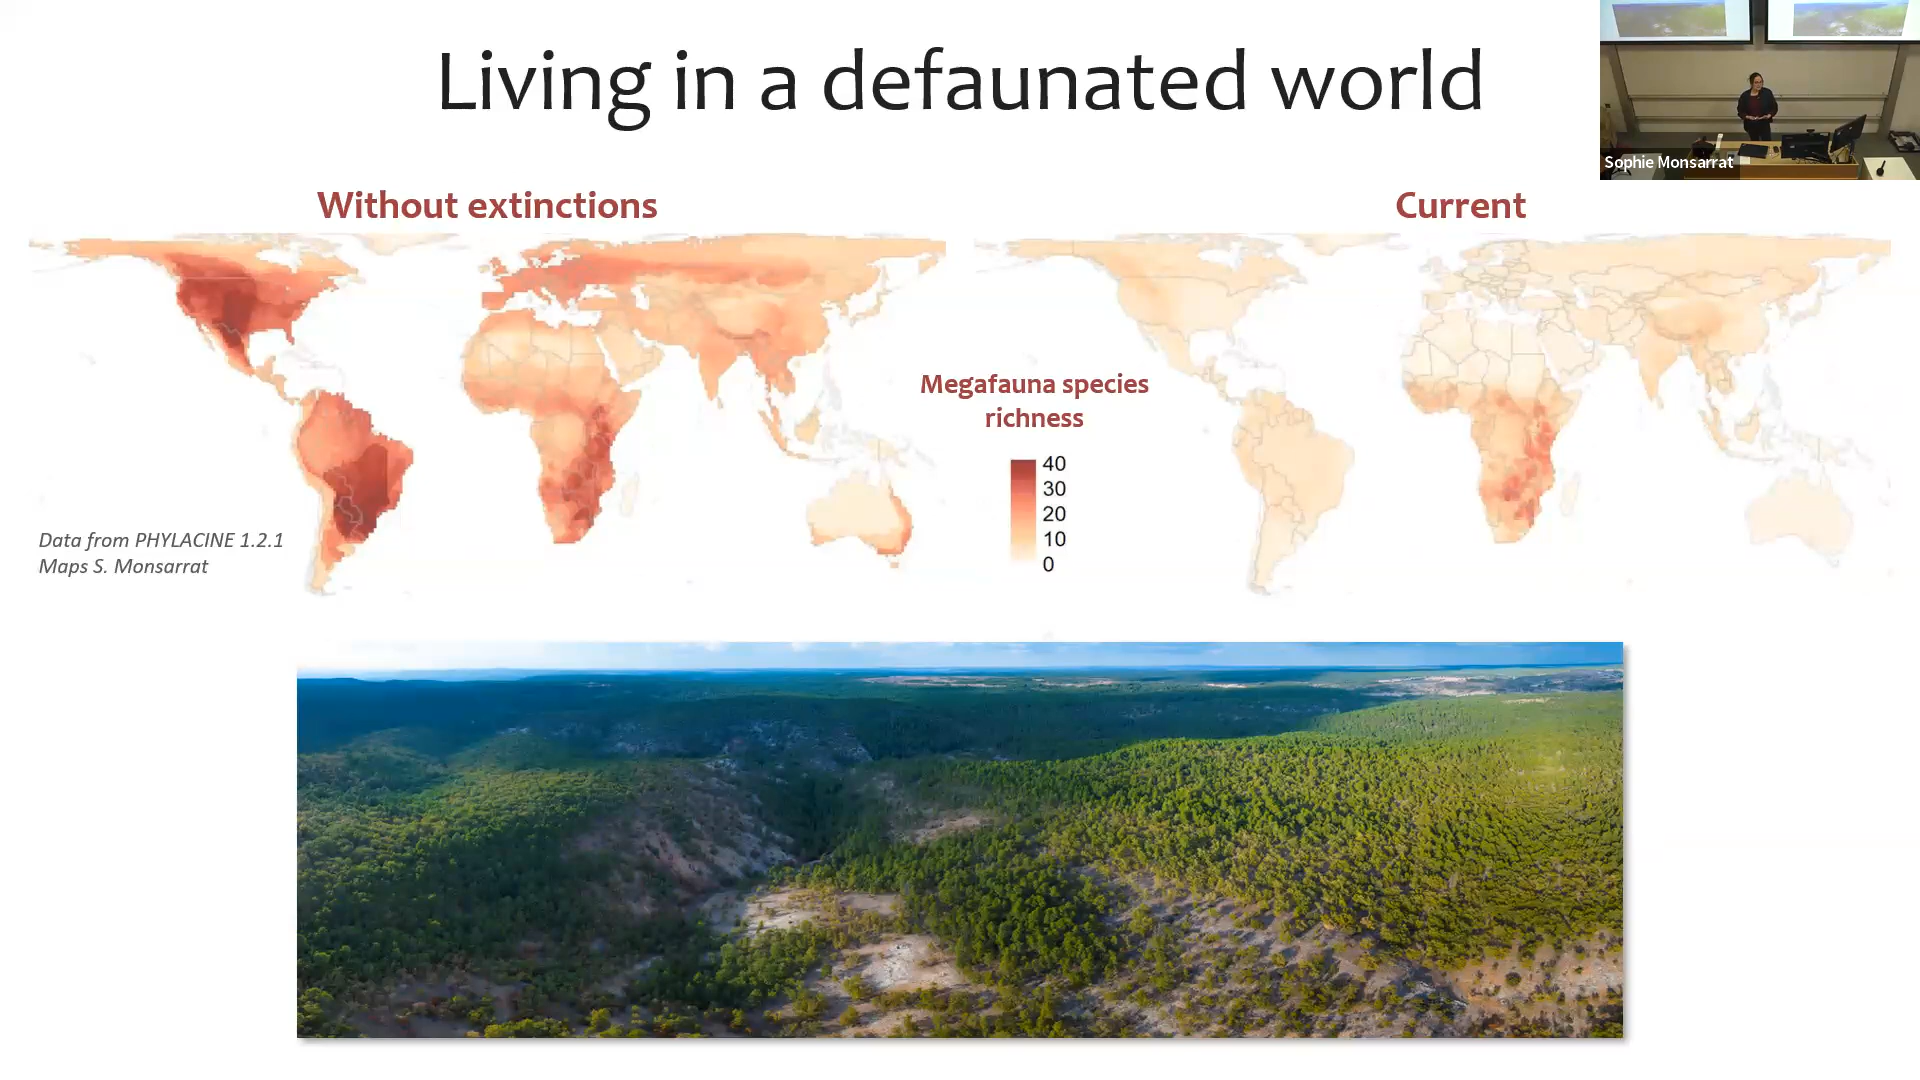 Living in a defaunated world
Sophie Monsarrat
Without extinctions
Current
Megafauna species
richness
40
30
20
10
0
Data from PHYLACINE 1.2.1
Maps S. Monsarrat